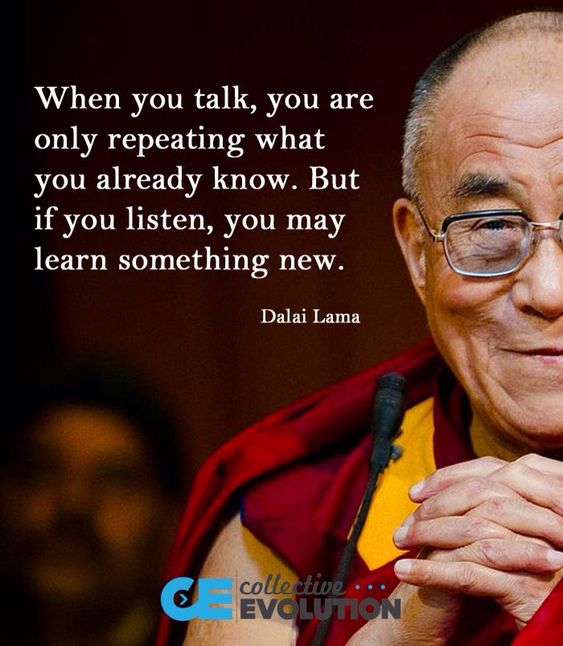 When you talk, you are
only repeating what
you already know. But
if you listen, you may
learn something new.
Dalai Lama
CE collective
EVOLUTION